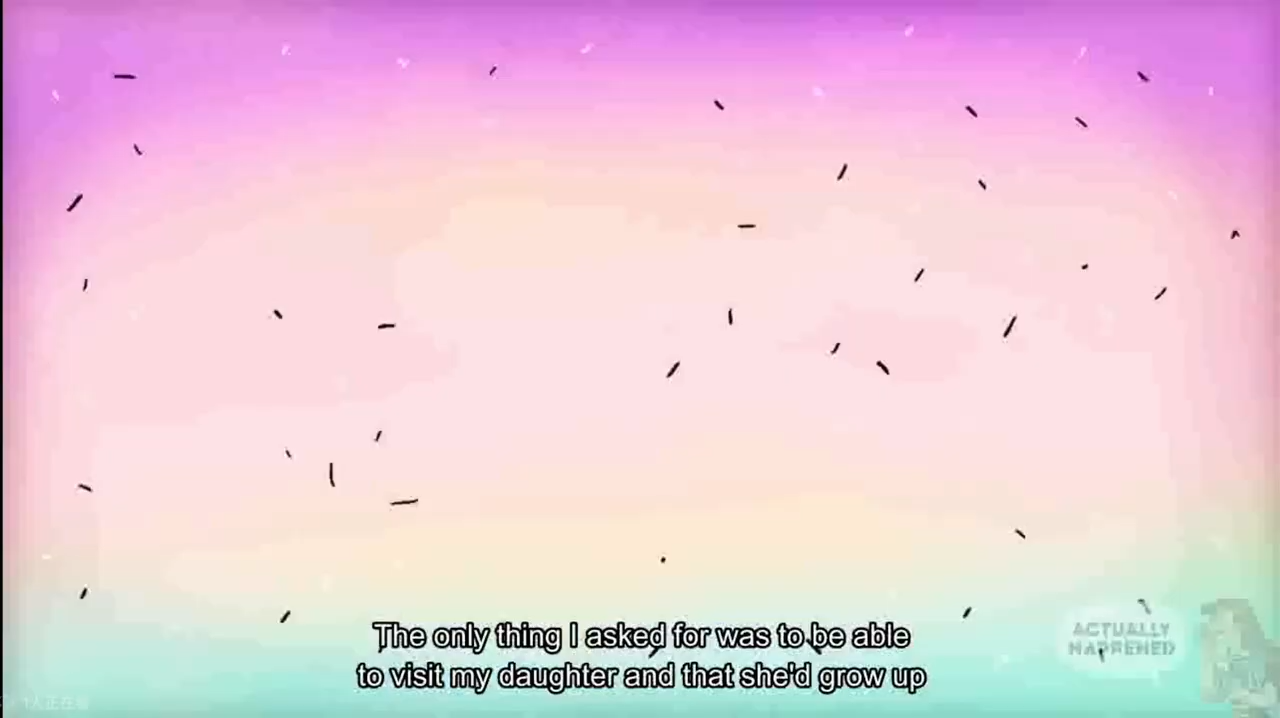 The only thing I asked for was to be able
to visit my daughter and that she'd grow up
ACTUALLY
HAPPENED